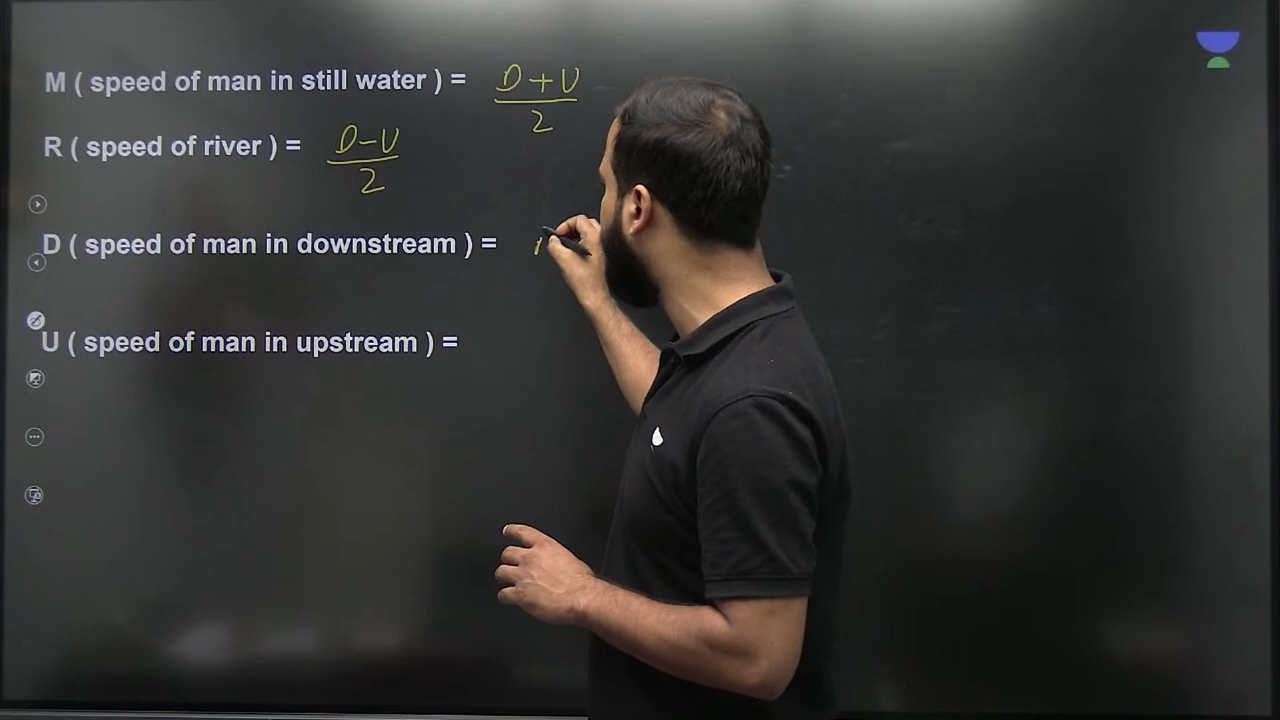 M ( speed of man in still water ) = D + U / 2
R ( speed of river ) = D - U / 2
D ( speed of man in downstream ) =
U ( speed of man in upstream ) =